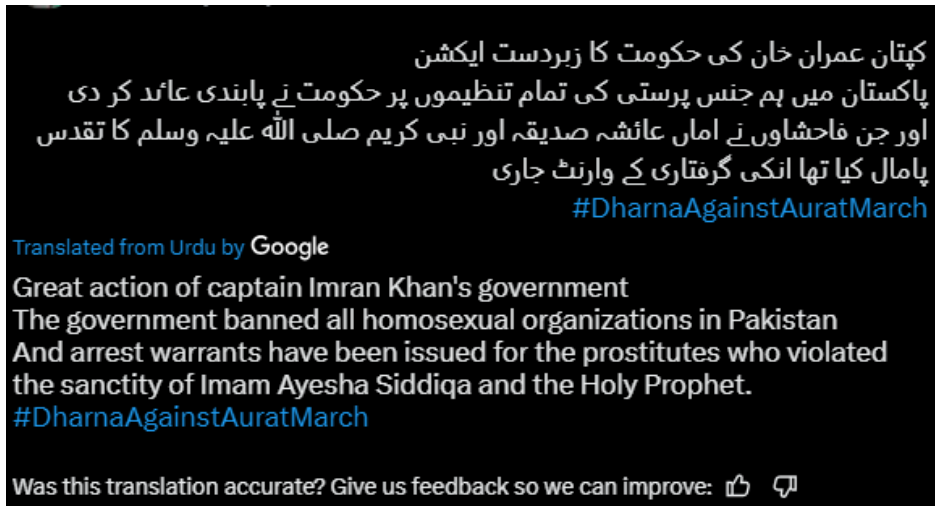 کپتان عمران خان کی حکومت کا زبردست ایکشن
پاکستان میں ہم جنس پرستی کی تمام تنظیموں پر حکومت نے پابندی عائد کر دی
اور جن فاحشاوں نے اماں عائشہ صدیقہ اور نبی کریم صلی اللہ علیہ وسلم کا تقدس
پامال کیا تھا انکی گرفتاری کے وارنٹ جاری
#DharnaAgainstAuratMarch
Translated from Urdu by Google
Great action of captain Imran Khan's government
The government banned all homosexual organizations in Pakistan
And arrest warrants have been issued for the prostitutes who violated
the sanctity of Imam Ayesha Siddiqa and the Holy Prophet.
#DharnaAgainstAuratMarch
Was this translation accurate? Give us feedback so we can improve: